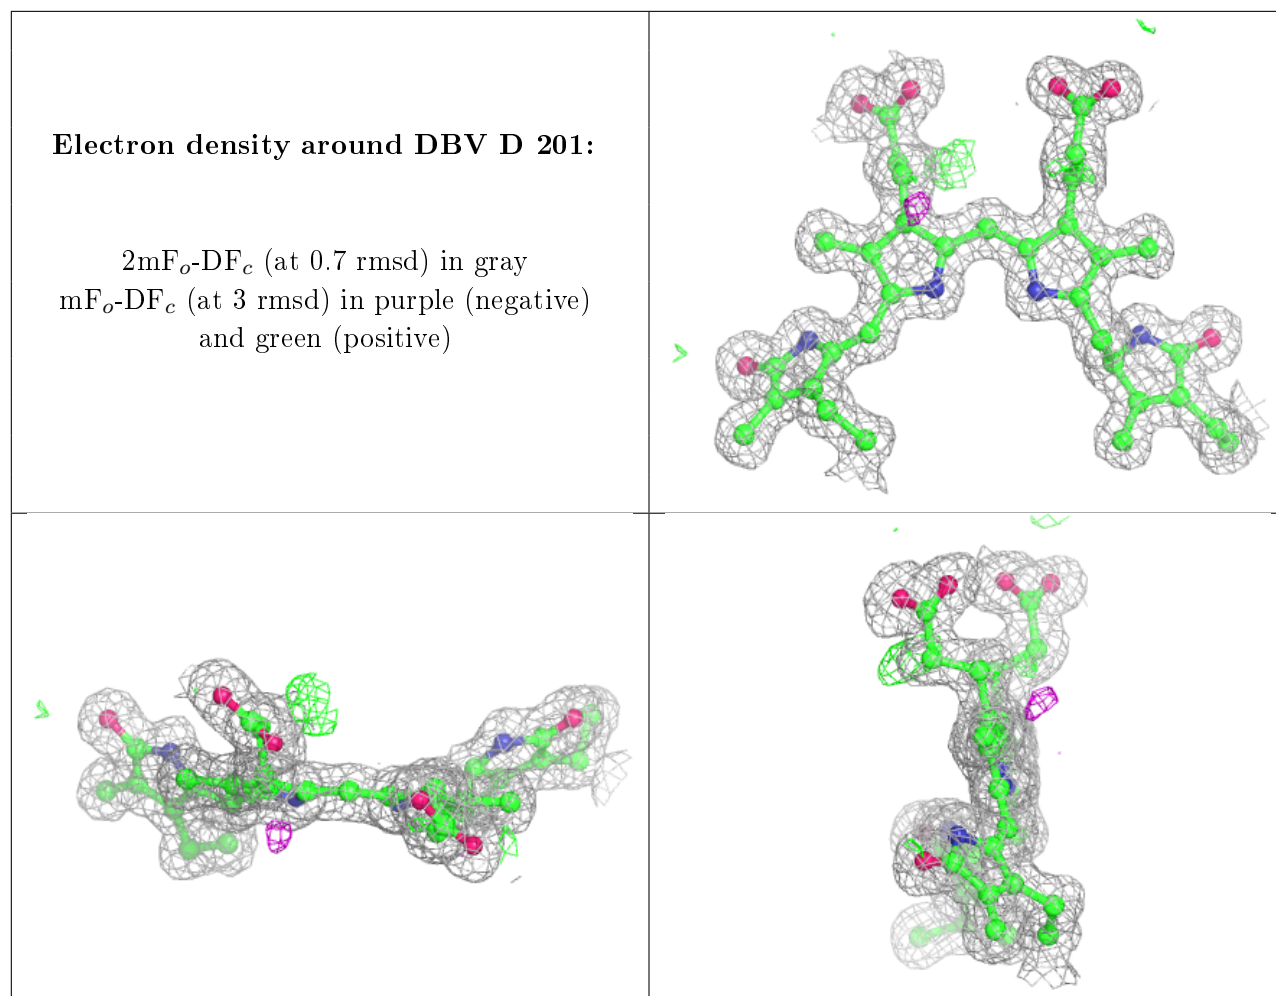 Electron density around DBV D 201:
2mFo-DFc (at 0.7 rmsd) in gray
mFo-DFc (at 3 rmsd) in purple (negative)
and green (positive)